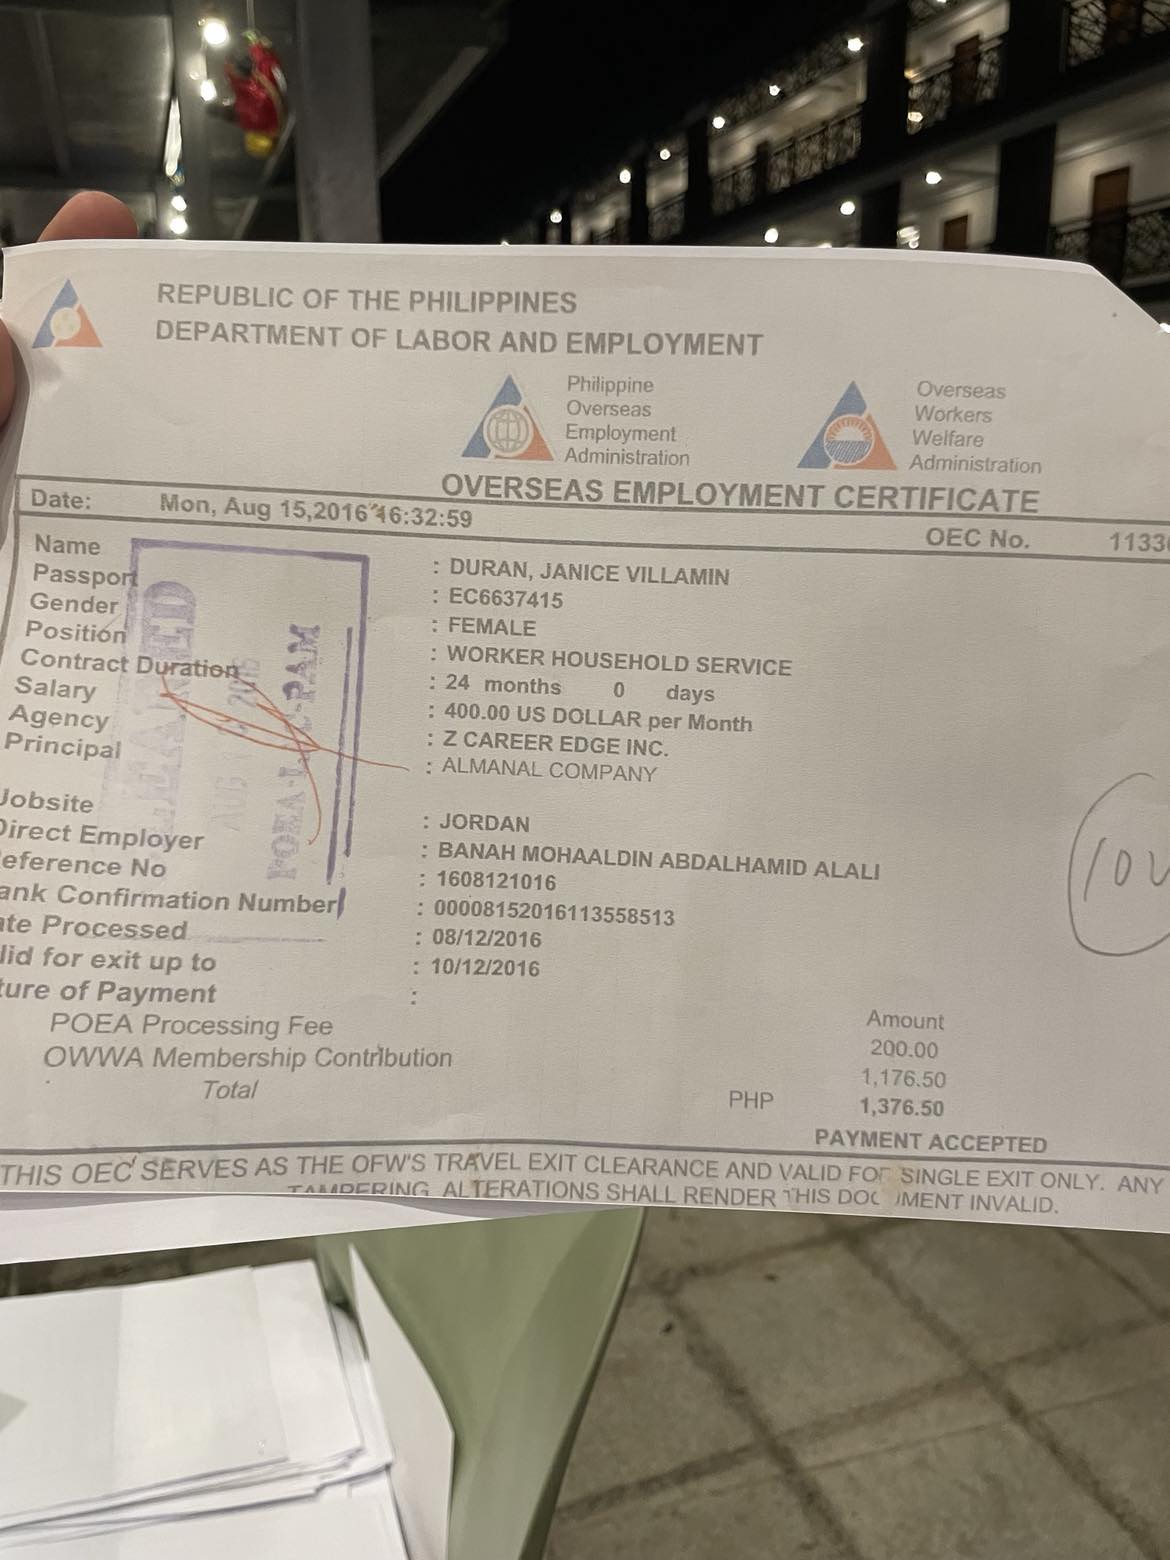 REPUBLIC OF THE PHILIPPINES
DEPARTMENT OF LABOR AND EMPLOYMENT
Philippine
Overseas
Employment
Administration
Overseas
Workers
Welfare
Administration
OVERSEAS EMPLOYMENT CERTIFICATE
Date: Mon, Aug 15,2016 16:32:59
OEC No. 1133
Name : DURAN, JANICE VILLAMIN
Passport : EC6637415
Gender : FEMALE
Position : WORKER HOUSEHOLD SERVICE
Contract Duration : 24 months 0 days
Salary : 400.00 US DOLLAR per Month
Agency : Z CAREER EDGE INC.
Principal : ALMANAL COMPANY
Jobsite : JORDAN
Direct Employer : BANAH MOHAALDIN ABDALHAMID ALALI
eference No : 1608121016
ank Confirmation Number : 00008152016113558513
ate Processed : 08/12/2016
lid for exit up to : 10/12/2016
ture of Payment :
Amount
POEA Processing Fee 200.00
OWWA Membership Contribution 1,176.50
Total PHP 1,376.50
PAYMENT ACCEPTED
THIS OEC SERVES AS THE OFW'S TRAVEL EXIT CLEARANCE AND VALID FOR SINGLE EXIT ONLY. ANY
TAMPERING, ALTERATIONS SHALL RENDER THIS DOCUMENT INVALID.